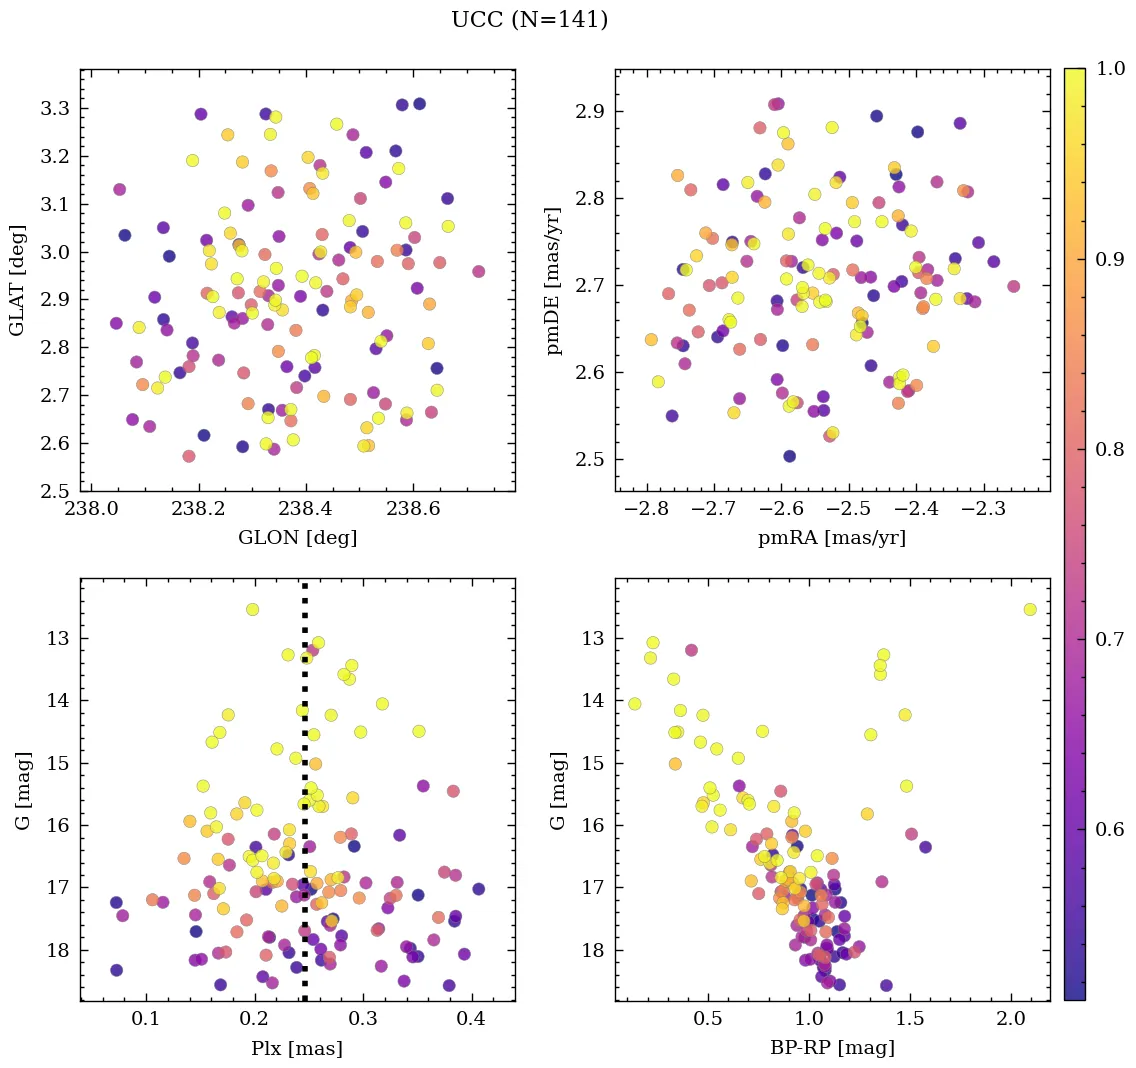 UCC (N=141)
3.3
3.2
3.1
3.0
2.9
2.8
2.7
2.6
2.5
GLAT [deg]
238.0 238.2 238.4 238.6
GLON [deg]
2.9
2.8
2.7
2.6
2.5
pmDE [mas/yr]
−2.8 −2.7 −2.6 −2.5 −2.4 −2.3
pmRA [mas/yr]
13
14
15
16
17
18
G [mag]
0.1 0.2 0.3 0.4
Plx [mas]
13
14
15
16
17
18
G [mag]
0.5 1.0 1.5 2.0
BP-RP [mag]
1.0
0.9
0.8
0.7
0.6